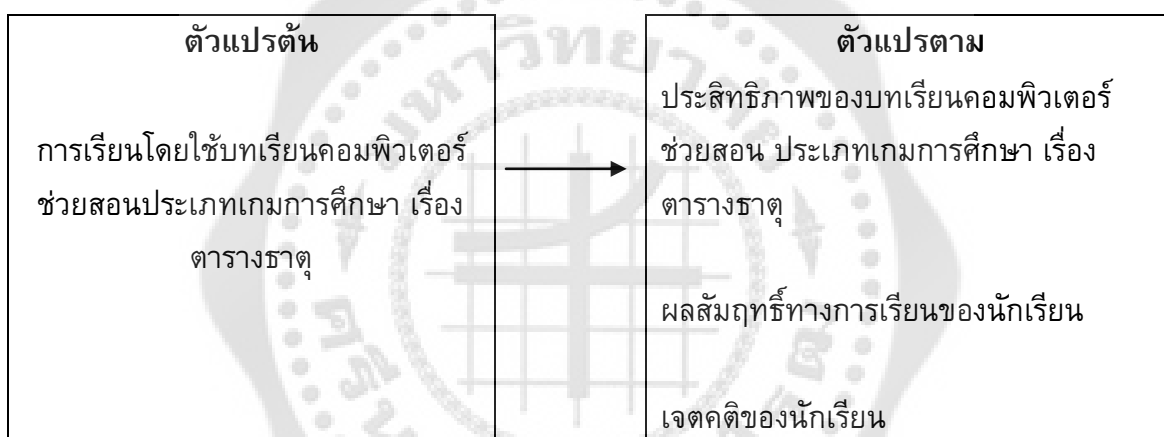 ตัวแปรต้น
การเรียนโดยใช้บทเรียนคอมพิวเตอร์
ช่วยสอนประเภทเกมการศึกษา เรื่อง
ตารางธาตุ
ตัวแปรตาม
ประสิทธิภาพของบทเรียนคอมพิวเตอร์
ช่วยสอน ประเภทเกมการศึกษา เรื่อง
ตารางธาตุ
ผลสัมฤทธิ์ทางการเรียนของนักเรียน
เจตคติของนักเรียน